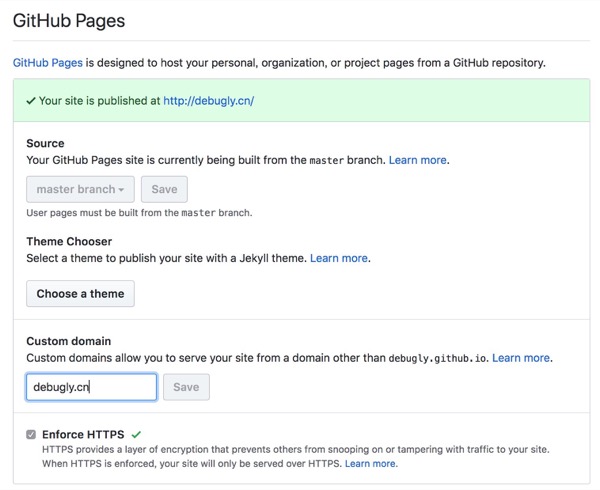 GitHub Pages
GitHub Pages is designed to host your personal, organization, or project pages from a GitHub repository.
✓ Your site is published at http://debugly.cn/
Source
Your GitHub Pages site is currently being built from the master branch. Learn more.
master branch Save
User pages must be built from the master branch.
Theme Chooser
Select a theme to publish your site with a Jekyll theme. Learn more.
Choose a theme
Custom domain
Custom domains allow you to serve your site from a domain other than debugly.github.io. Learn more.
debugly.cn Save
Enforce HTTPS ✓
HTTPS provides a layer of encryption that prevents others from snooping on or tampering with traffic to your site.
When HTTPS is enforced, your site will only be served over HTTPS. Learn more.